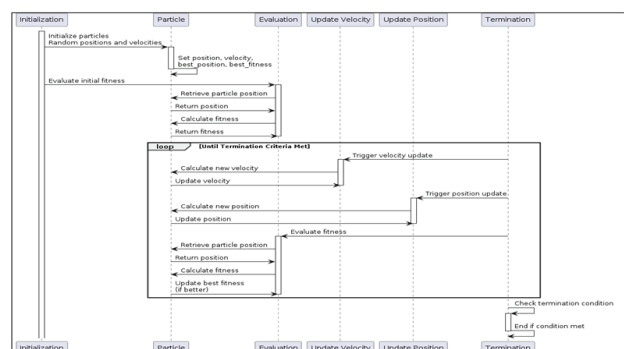 Initialization Particle Evaluation Update Velocity Update Position Termination
Initialize particles
Random positions and velocities
Set position, velocity,
best_position, best_fitness
Evaluate initial fitness
Retrieve particle position
Return position
Calculate fitness
Return fitness
loop [Until Termination Criteria Met]
Trigger velocity update
Calculate new velocity
Update velocity
Trigger position update
Calculate new position
Update position
Evaluate fitness
Retrieve particle position
Return position
Calculate fitness
Update best fitness
(if better)
Check termination condition
End if condition met
Initialization Particle Evaluation Update Velocity Update Position Termination